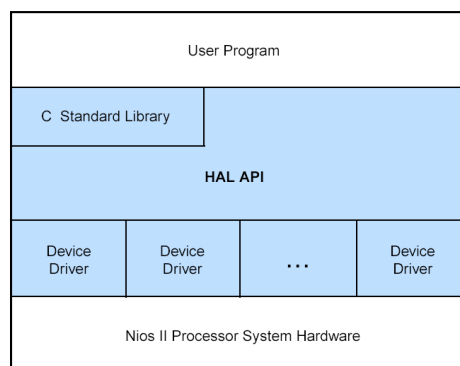 User Program
C Standard Library
HAL API
Device Device ... Device
Driver Driver Driver
Nios II Processor System Hardware